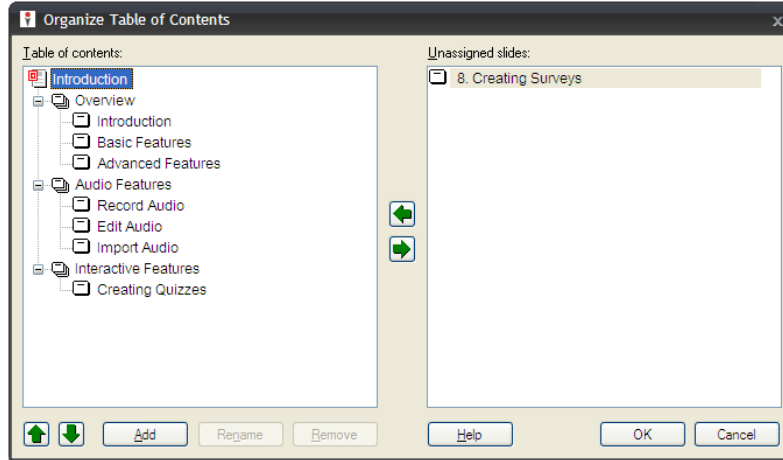 Organize Table of Contents
Table of contents:
Unassigned slides:
Introduction
Overview
Introduction
Basic Features
Advanced Features
Audio Features
Record Audio
Edit Audio
Import Audio
Interactive Features
Creating Quizzes
8. Creating Surveys
Add
Rename
Remove
Help
OK
Cancel